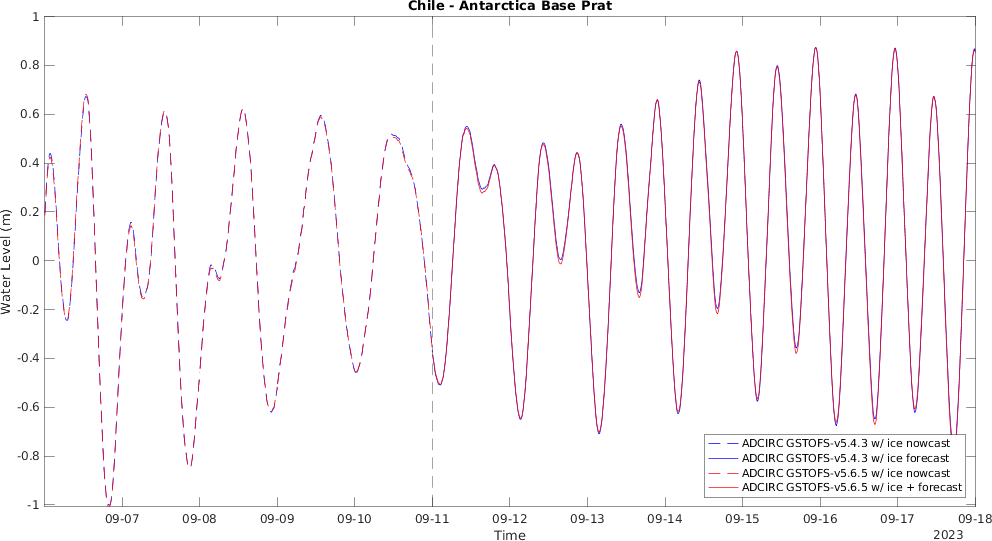 Chile - Antarctica Base Prat
1
0.8
0.6
0.4
0.2
0
-0.2
-0.4
-0.6
-0.8
-1
Water Level (m)
ADCIRC GSTOFS-v5.4.3 w/ ice nowcast
ADCIRC GSTOFS-v5.4.3 w/ ice forecast
ADCIRC GSTOFS-v5.6.5 w/ ice nowcast
ADCIRC GSTOFS-v5.6.5 w/ ice + forecast
09-07 09-08 09-09 09-10 09-11 09-12 09-13 09-14 09-15 09-16 09-17 09-18
Time
2023